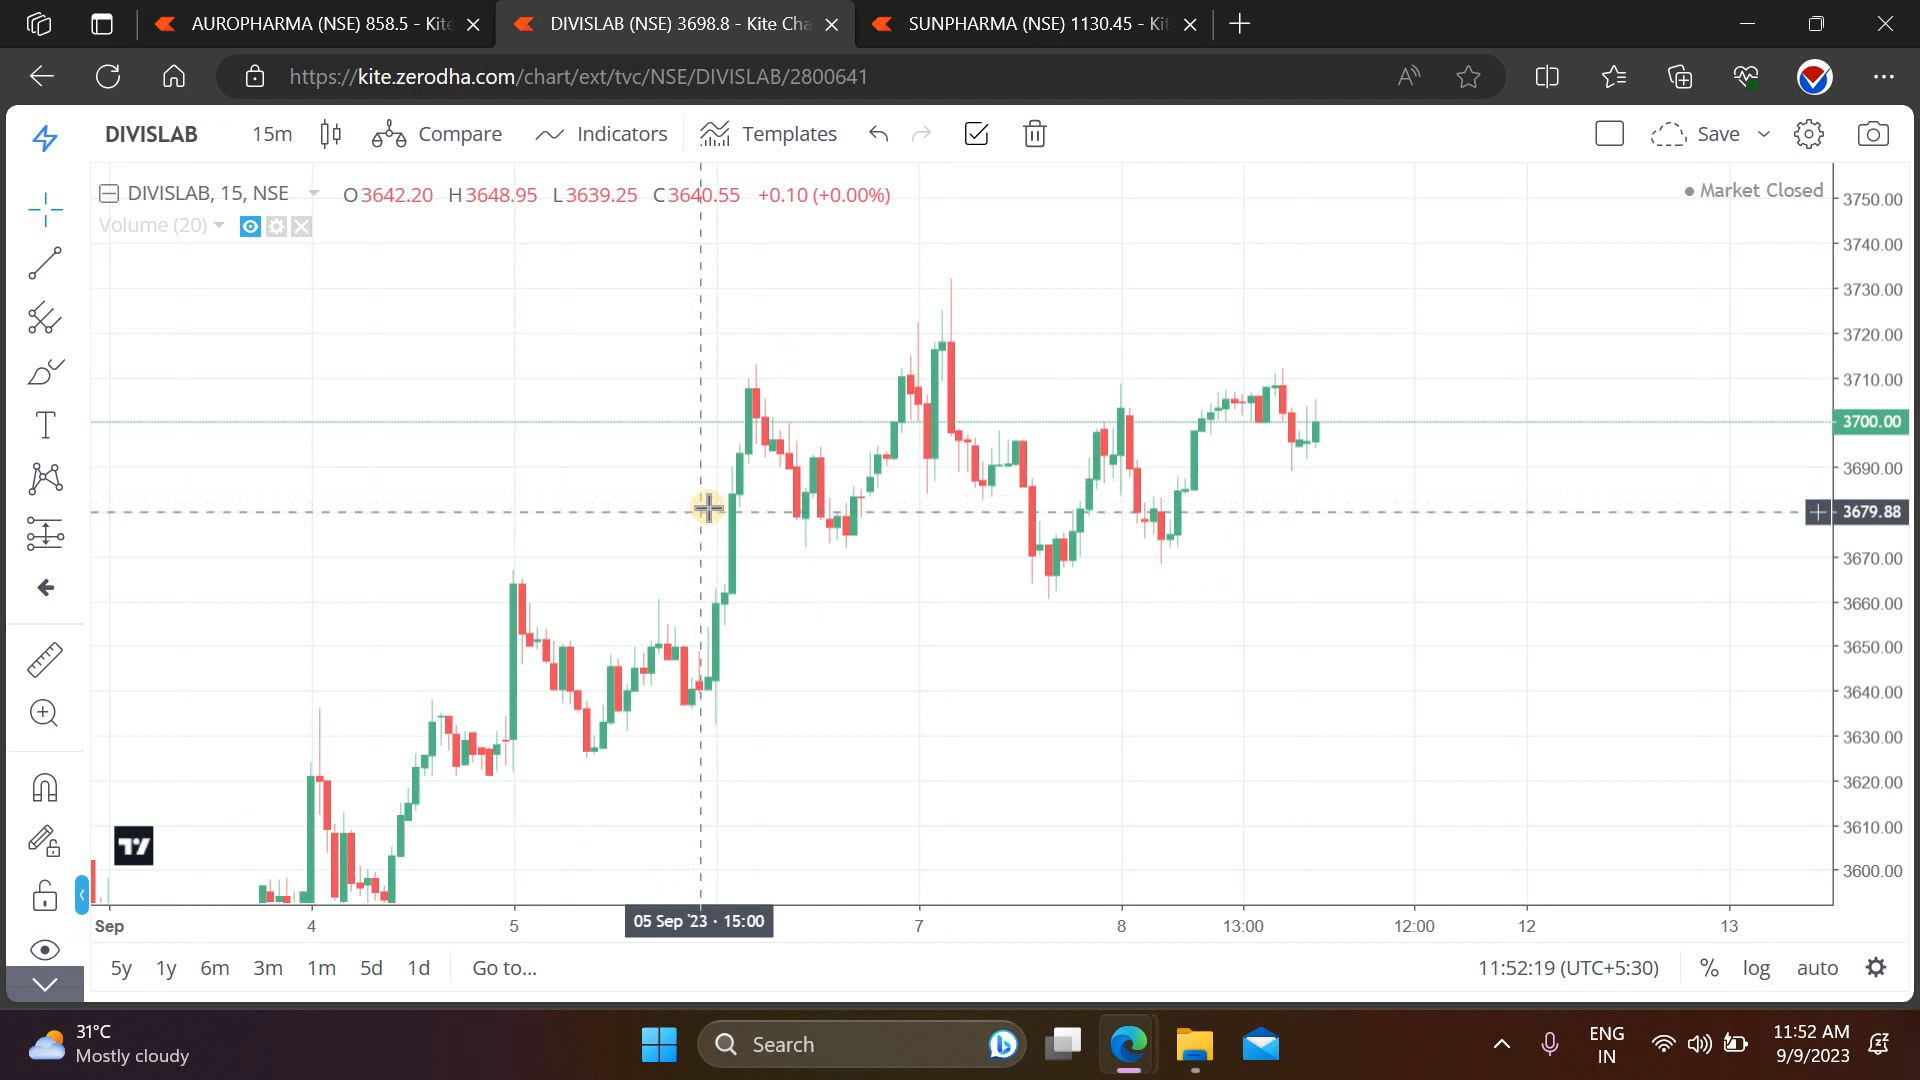 AUROPHARMA (NSE) 858.5 - Kite
DIVISLAB (NSE) 3698.8 - Kite Cha
SUNPHARMA (NSE) 1130.45 - Kit
https://kite.zerodha.com/chart/ext/tvc/NSE/DIVISLAB/2800641
DIVISLAB 15m Compare Indicators Templates Save
DIVISLAB, 15, NSE O3642.20 H3648.95 L3639.25 C3640.55 +0.10 (+0.00%)
Market Closed
Volume (20)
3750.00
3740.00
3730.00
3720.00
3710.00
3700.00
3690.00
3679.88
3670.00
3660.00
3650.00
3640.00
3630.00
3620.00
3610.00
3600.00
Sep 4 5 05 Sep '23 · 15:00 7 8 13:00 12:00 12 13
5y 1y 6m 3m 1m 5d 1d Go to... 11:52:19 (UTC+5:30) % log auto
31°C
Mostly cloudy
Search
ENG
IN
11:52 AM
9/9/2023